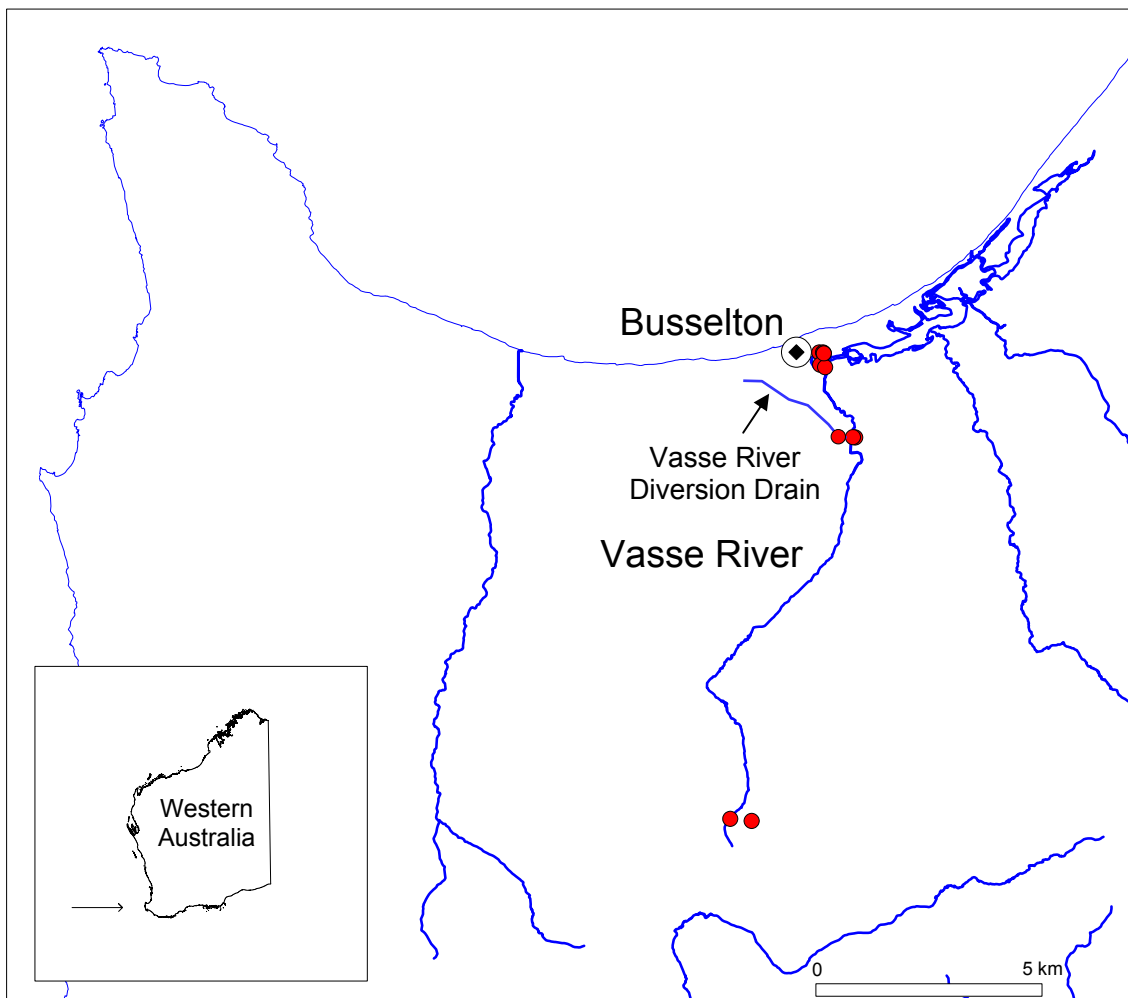 Busselton
Vasse River
Diversion Drain
Vasse River
Western
Australia
0
5 km